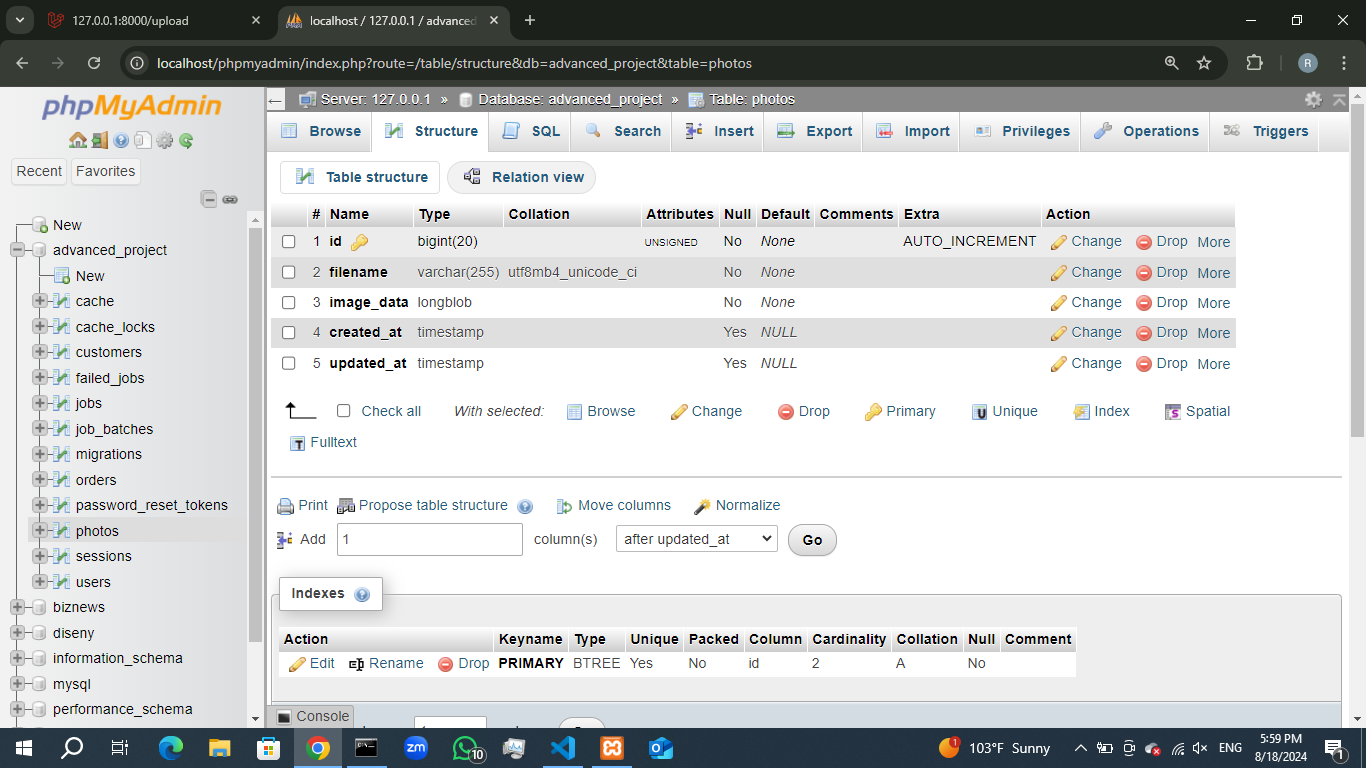 127.0.0.1:8000/upload
localhost / 127.0.0.1 / advanced
localhost/phpmyadmin/index.php?route=/table/structure&db=advanced_project&table=photos
R
phpMyAdmin
Recent Favorites
New
advanced_project
New
cache
cache_locks
customers
failed_jobs
jobs
job_batches
migrations
orders
password_reset_tokens
photos
sessions
users
biznews
diseny
information_schema
mysql
performance_schema
Server: 127.0.0.1 » Database: advanced_project » Table: photos
Browse Structure SQL Search Insert Export Import Privileges Operations Triggers
Table structure Relation view
# Name Type Collation Attributes Null Default Comments Extra Action
1 id bigint(20) UNSIGNED No None AUTO_INCREMENT Change Drop More
2 filename varchar(255) utf8mb4_unicode_ci No None Change Drop More
3 image_data longblob No None Change Drop More
4 created_at timestamp Yes NULL Change Drop More
5 updated_at timestamp Yes NULL Change Drop More
Check all With selected: Browse Change Drop Primary Unique Index Spatial
Fulltext
Print Propose table structure Move columns Normalize
Add 1 column(s) after updated_at Go
Indexes
Action Keyname Type Unique Packed Column Cardinality Collation Null Comment
Edit Rename Drop PRIMARY BTREE Yes No id 2 A No
Console
10
1
103°F Sunny
ENG
5:59 PM
8/18/2024
1